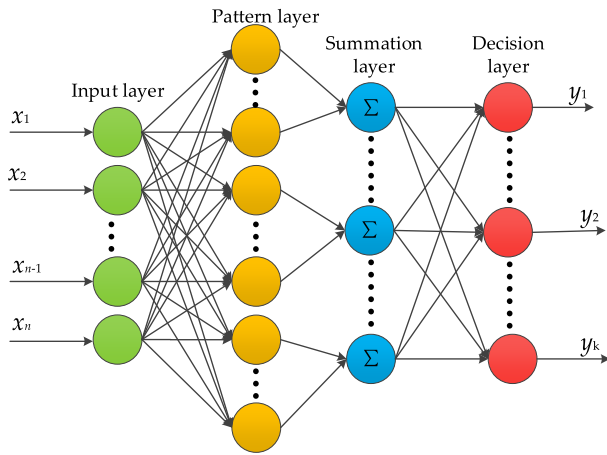 Pattern layer
Summation
layer
Decision
layer
Input layer
x1
x2
xn-1
xn
Σ
Σ
Σ
y1
y2
yk